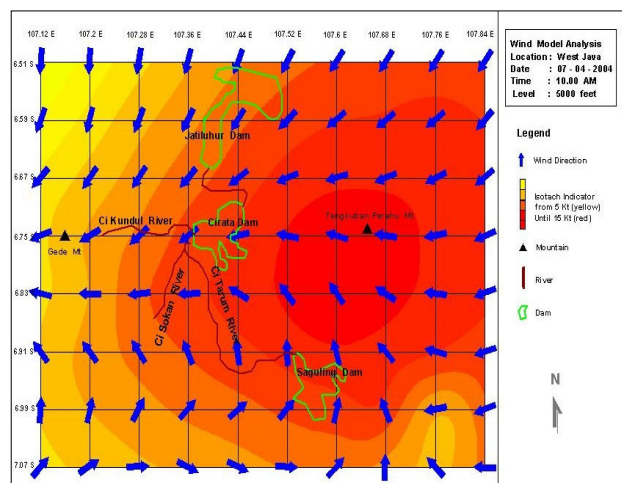 107.12 E 107.2 107.28 107.36 107.44 107.52 107.6 107.68 107.76 107.84
6.51 S
6.59 S
6.67 S
6.75 S
6.83 S
6.91 S
6.99 S
7.07 S
Jatiluhur Dam
Ci Kundul River
Cirata Dam
Tangkuban Perahu Mt
Gede Mt
Ci Sokan River
Ci Tarum River
Saguling Dam
Wind Model Analysis
Location : West Java
Date : 07 - 04 - 2004
Time : 10.00 AM
Level : 5000 feet
Legend
Wind Direction
Isotach Indicator
from 5 Kt (yellow)
Until 15 Kt (red)
Mountain
River
Dam
N